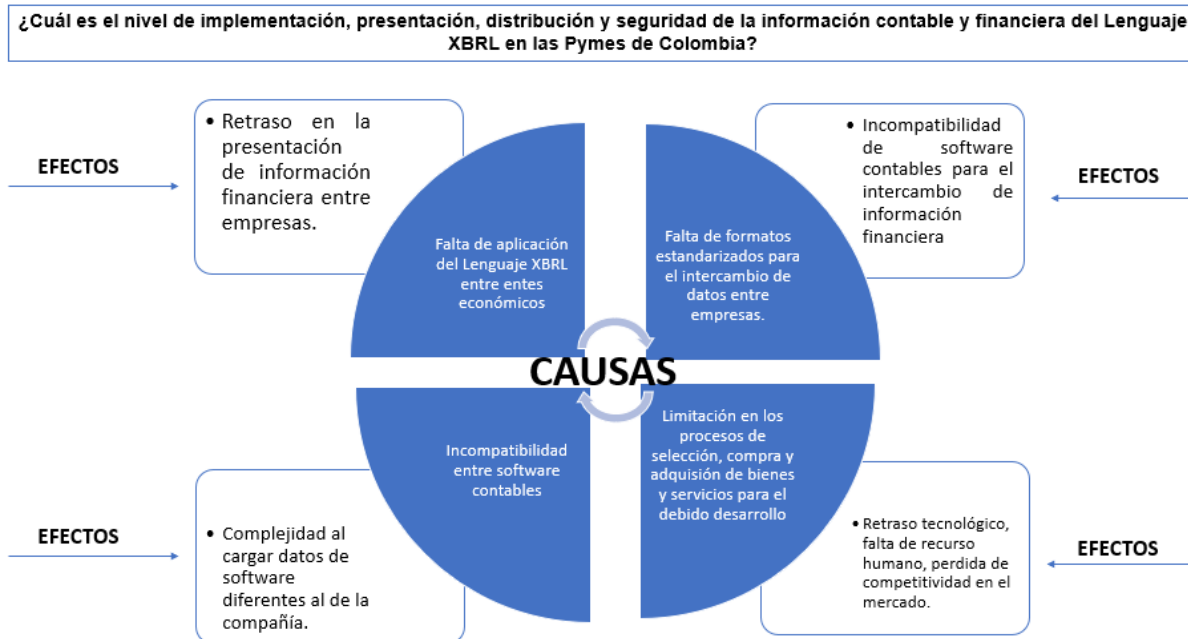 ¿Cuál es el nivel de implementación, presentación, distribución y seguridad de la información contable y financiera del Lenguaje
XBRL en las Pymes de Colombia?
EFECTOS
• Retraso en la
presentación
de información
financiera entre
empresas.
Falta de aplicación
del Lenguaje XBRL
entre entes
económicos
Falta de formatos
estandarizados para
el intercambio de
datos entre
empresas.
• Incompatibilidad
de software
contables para el
intercambio de
información
financiera
EFECTOS
CAUSAS
EFECTOS
• Complejidad al
cargar datos de
software
diferentes al de la
compañía.
Incompatibilidad
entre software
contables
Limitación en los
procesos de
selección, compra y
adquisión de bienes
y servicios para el
debido desarrollo
• Retraso tecnológico,
falta de recurso
humano, perdida de
competitividad en el
mercado.
EFECTOS